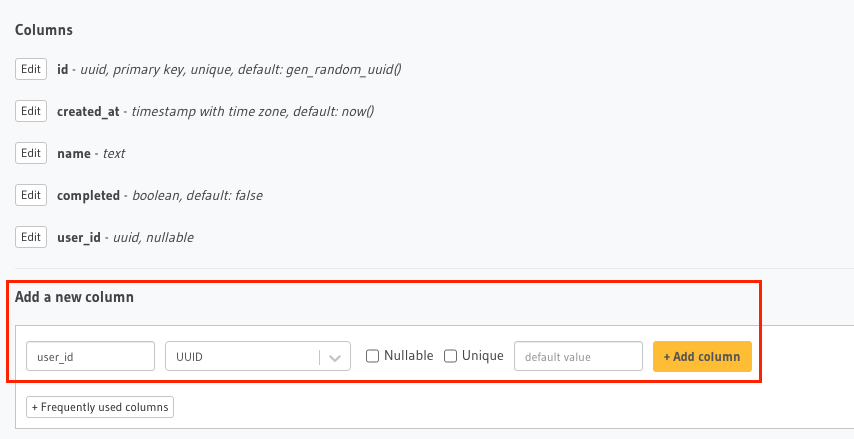 Columns
Edit id - uuid, primary key, unique, default: gen_random_uuid()
Edit created_at - timestamp with time zone, default: now()
Edit name - text
Edit completed - boolean, default: false
Edit user_id - uuid, nullable
Add a new column
user_id UUID Nullable Unique default value + Add column
+ Frequently used columns